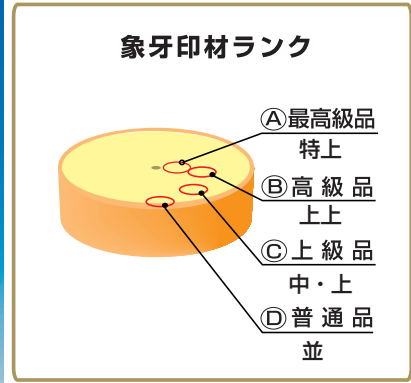 象牙印材ランク
Ⓐ最高級品
特上
Ⓑ高級品
上上
Ⓒ上級品
中・上
Ⓓ普通品
並